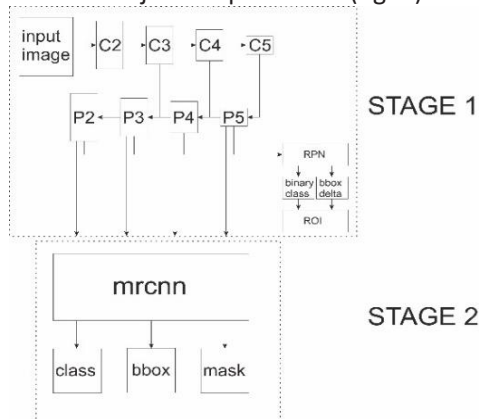 input
image
C2
C3
C4
C5
P2
P3
P4
P5
STAGE 1
RPN
binary
class
bbox
delta
ROI
mrcnn
STAGE 2
class
bbox
mask